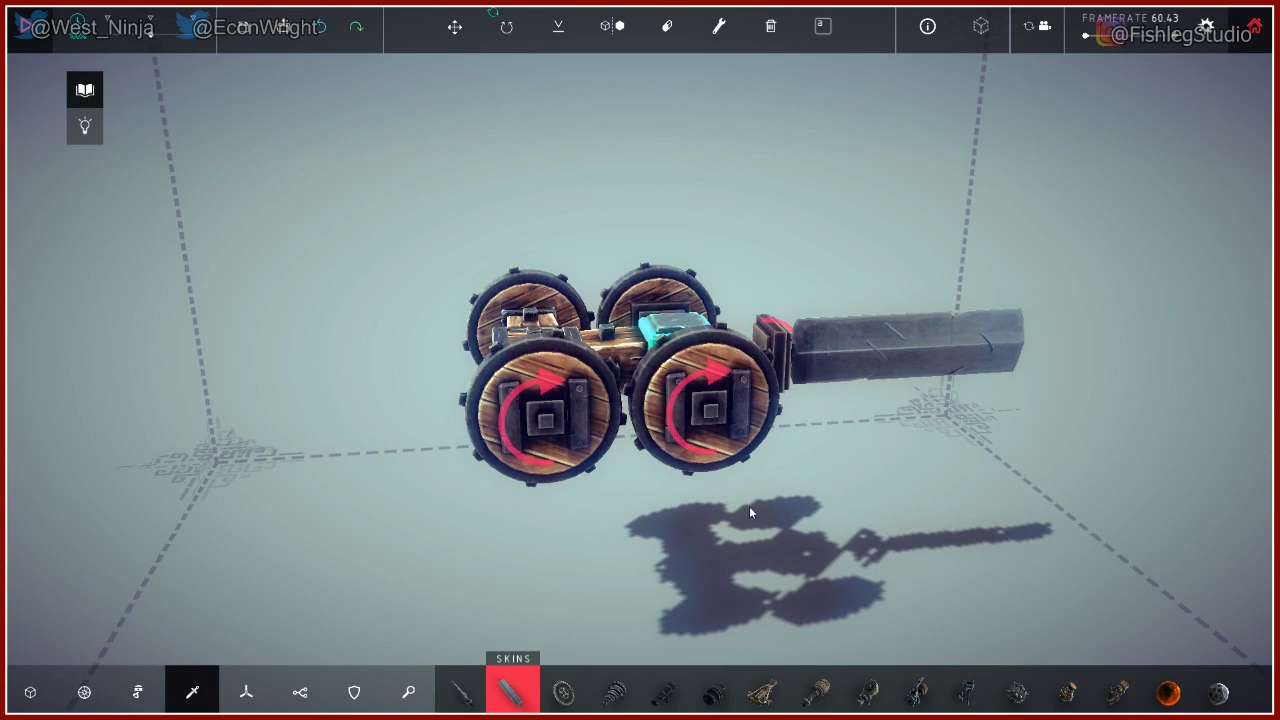 @West_Ninja
@EconWright
FRAMERATE 60.43
@FishlegStudio
a
SKINS